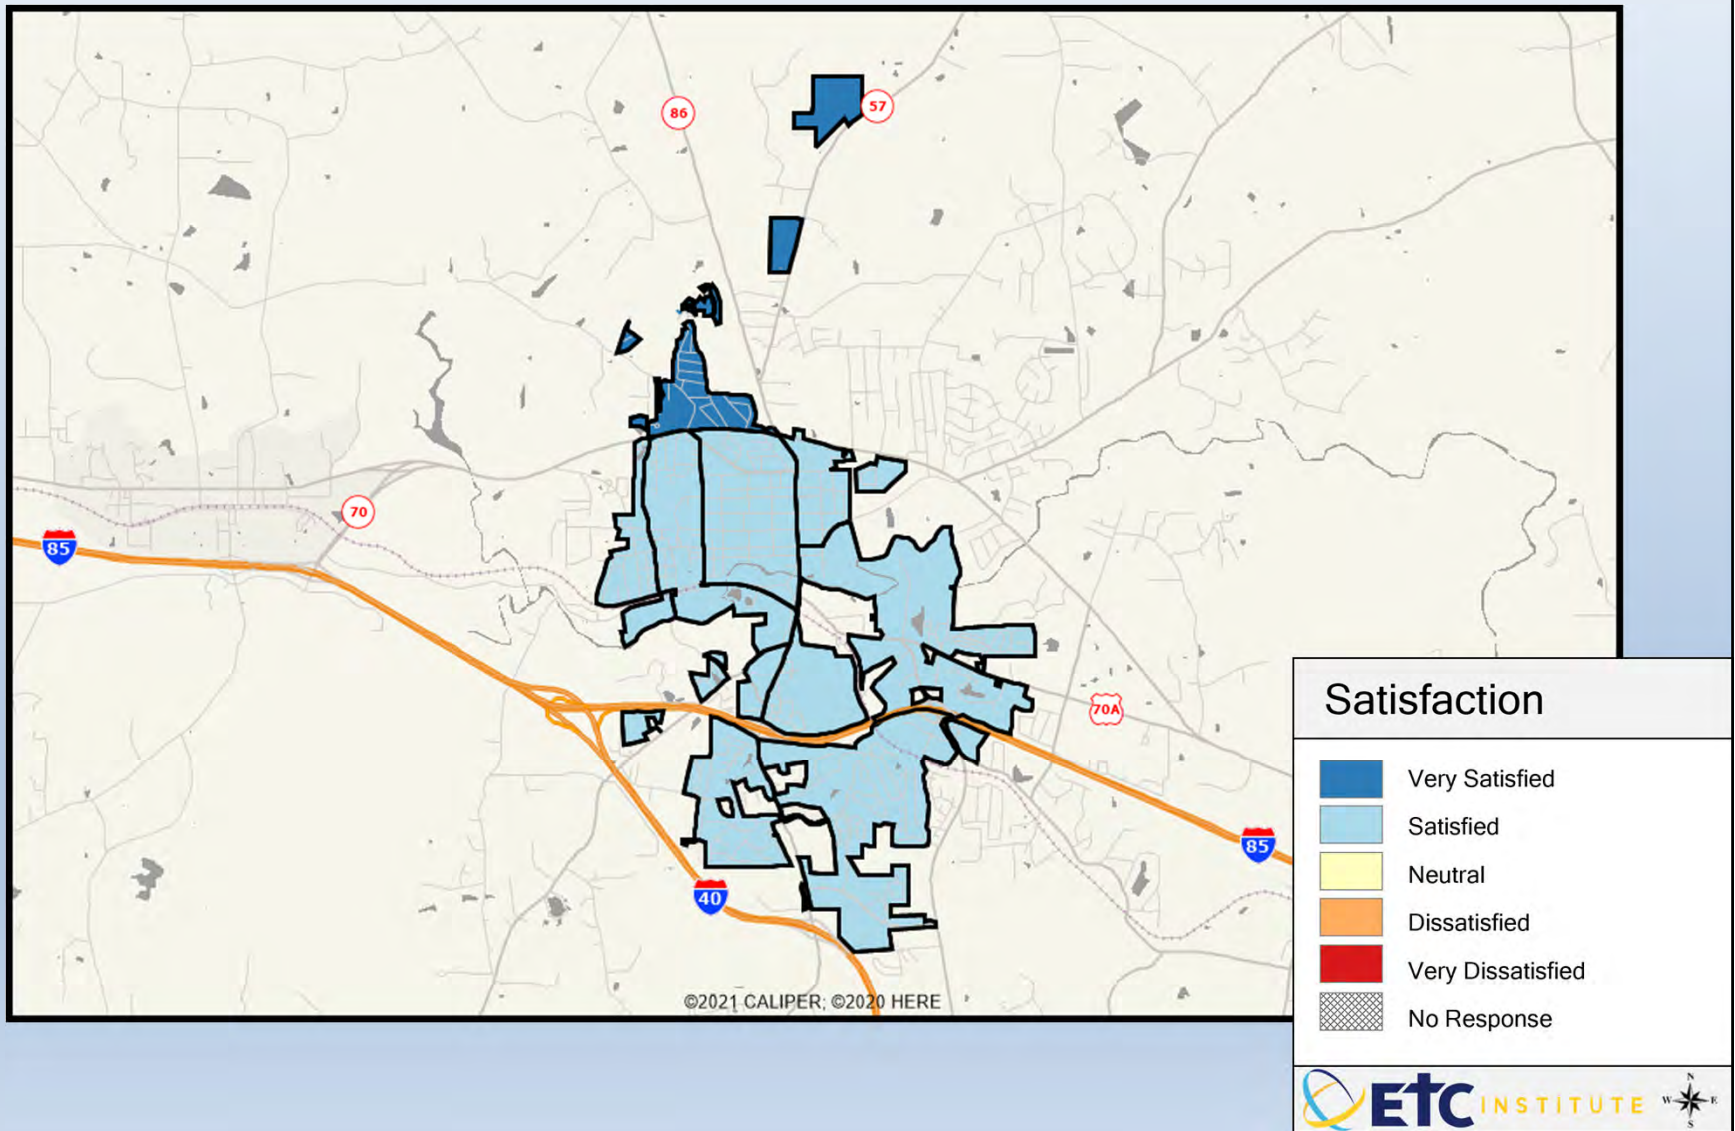 86
57
70
85
70A
85
40
©2021 CALIPER; ©2020 HERE
Satisfaction
Very Satisfied
Satisfied
Neutral
Dissatisfied
Very Dissatisfied
No Response
ETC INSTITUTE
N
W E
S